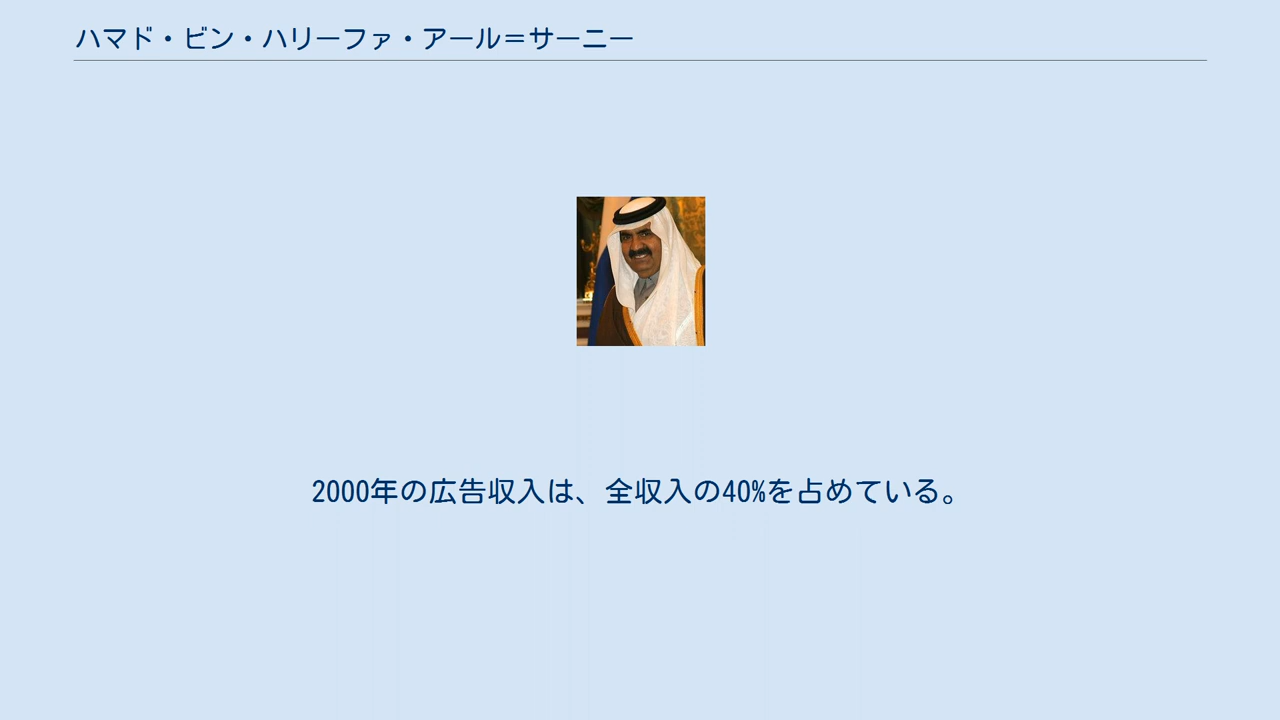 ハマド・ビン・ハリーファ・アール＝サーニー
2000年の広告収入は、全収入の40%を占めている。